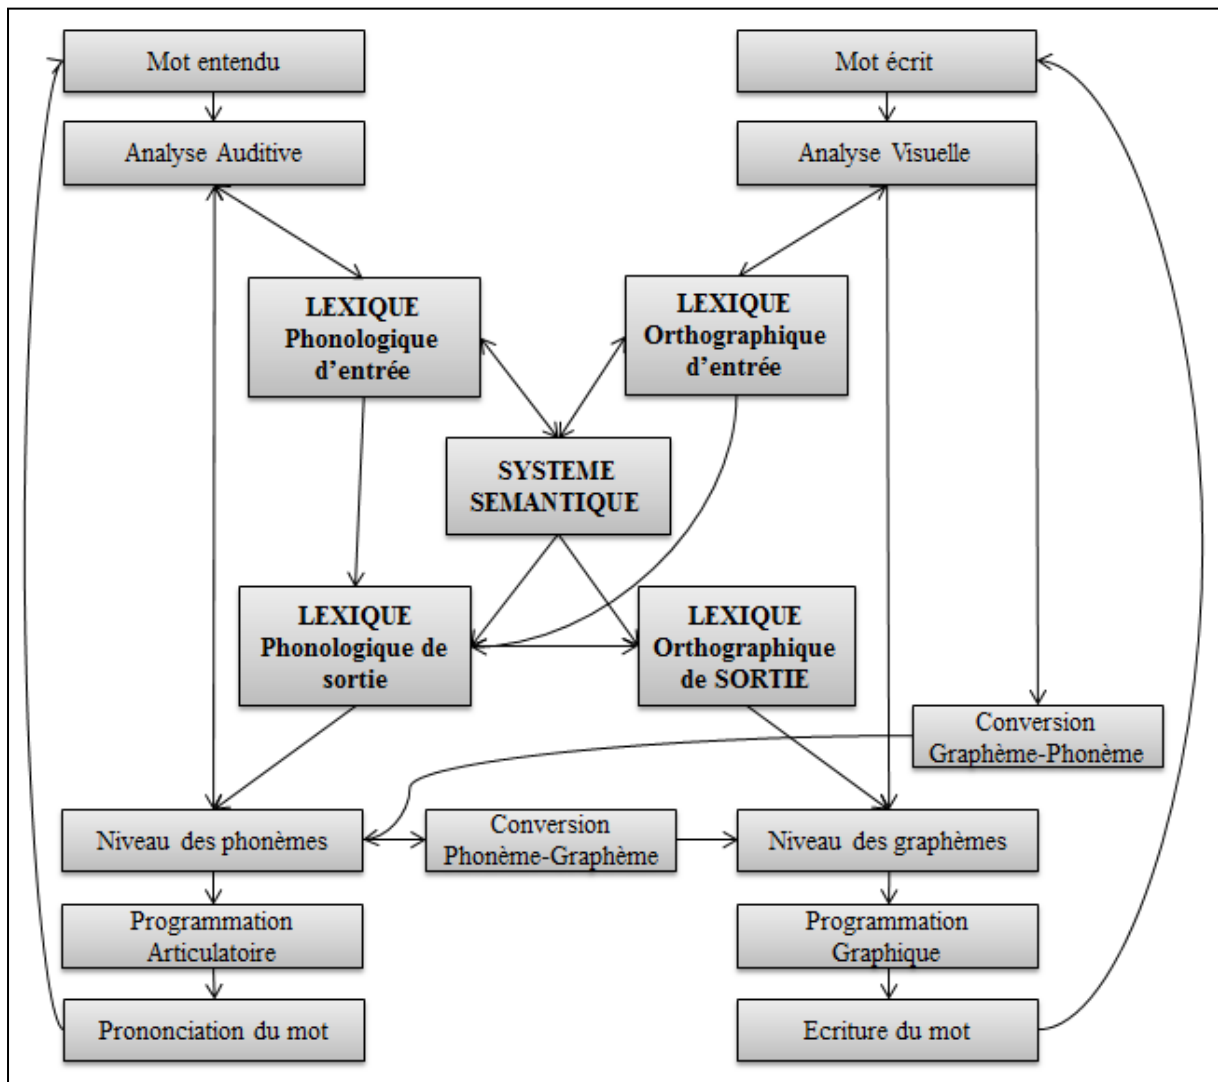 Mot entendu
Mot écrit
Analyse Auditive
Analyse Visuelle
LEXIQUE
Phonologique
d’entrée
LEXIQUE
Orthographique
d’entrée
SYSTEME
SEMANTIQUE
LEXIQUE
Phonologique de
sortie
LEXIQUE
Orthographique
de SORTIE
Conversion
Graphème-Phonème
Niveau des phonèmes
Conversion
Phonème-Graphème
Niveau des graphèmes
Programmation
Articulatoire
Programmation
Graphique
Prononciation du mot
Ecriture du mot